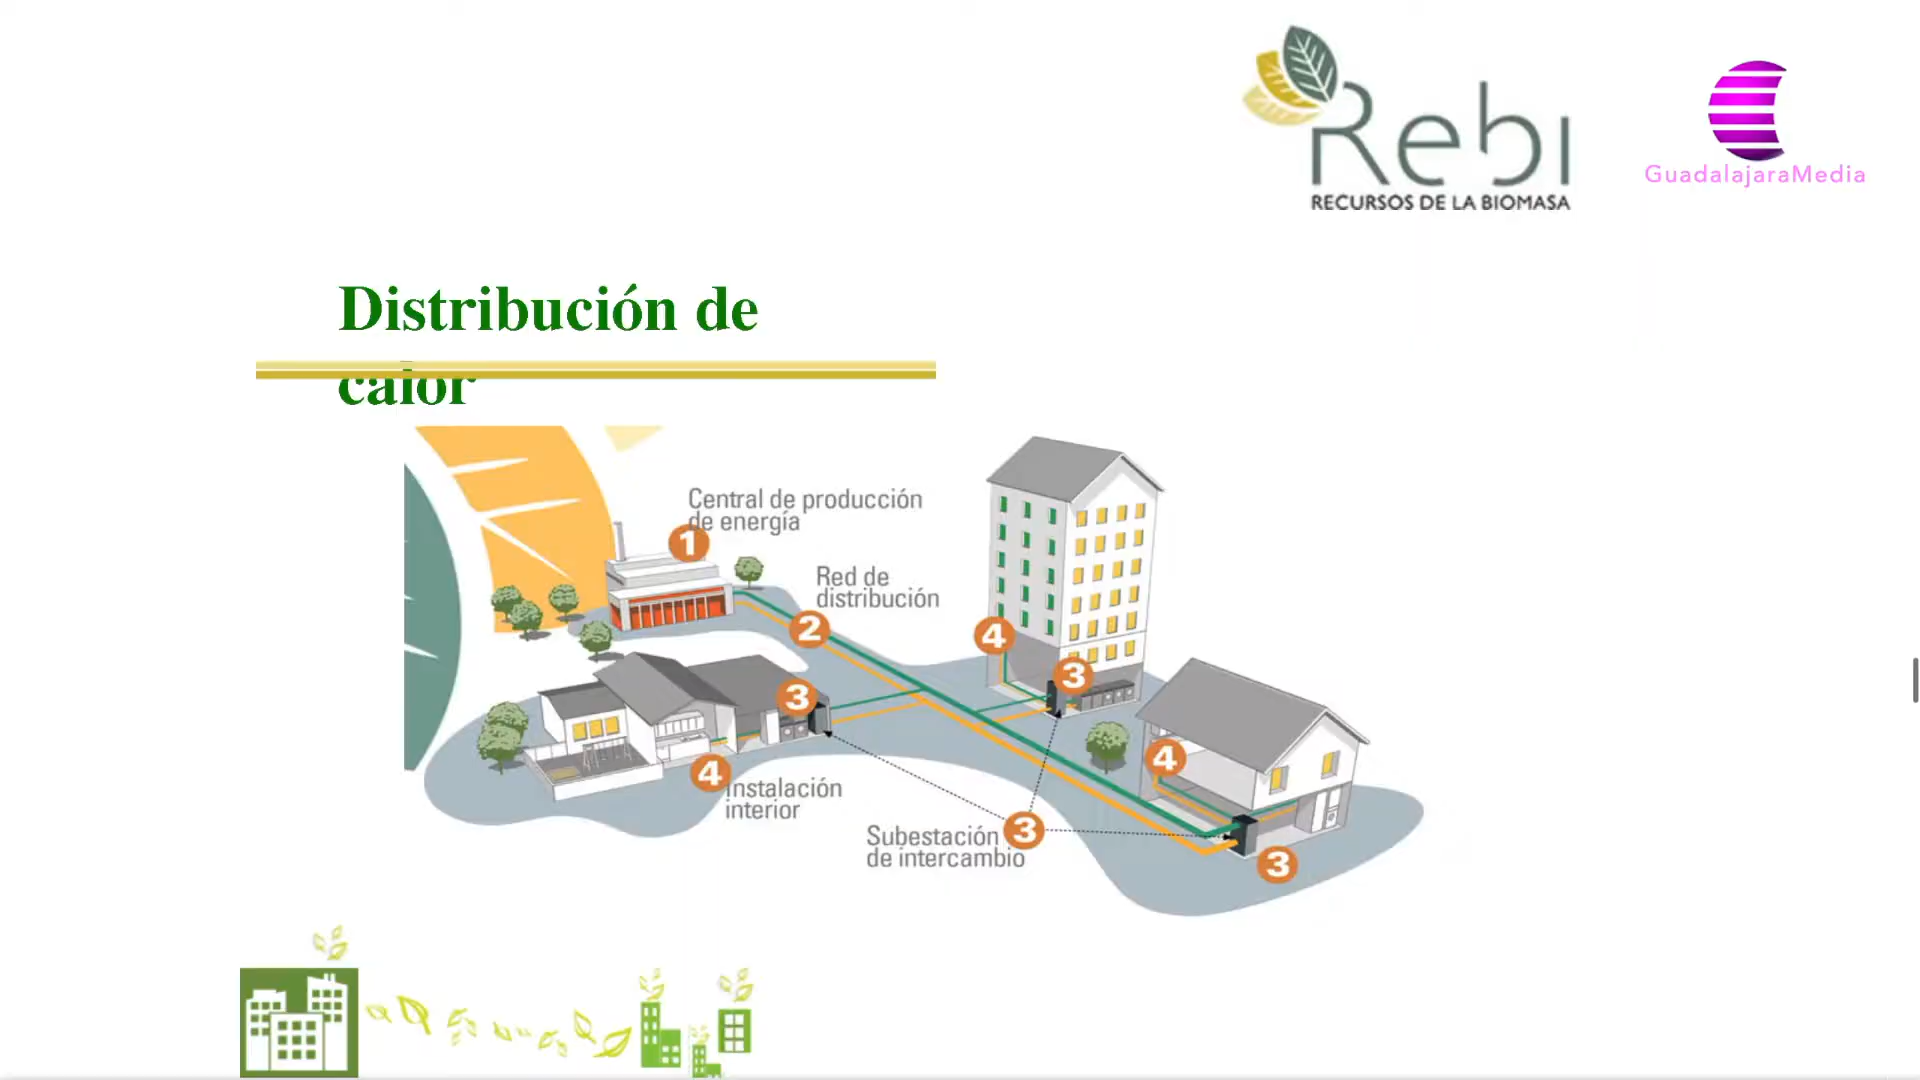 Rebi
RECURSOS DE LA BIOMASA
GuadalajaraMedia
Distribución de
calor
Central de producción
de energía
1
Red de
distribución
2
4
3
3
4
4
Instalación
interior
Subestación
de intercambio
3
3